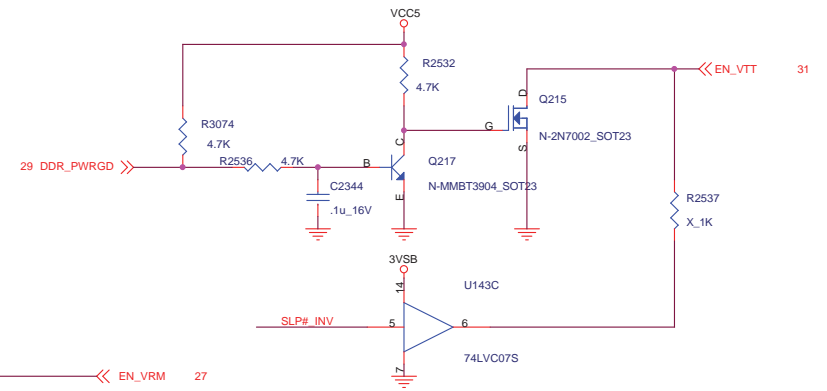 VCC5
R2532
4.7K
EN_VTT 31
D
Q215
G
R3074
4.7K
N-2N7002_SOT23
C
S
29 DDR_PWRGD
R2536 4.7K
B
Q217
C2344
N-MMBT3904_SOT23
E
.1u_16V
R2537
X_1K
3VSB
14
U143C
SLP#_INV
5
6
7
74LVC07S
EN_VRM 27